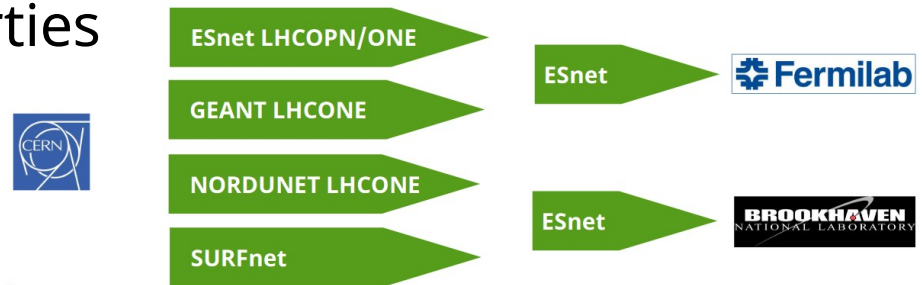 rties
ESnet LHCOPN/ONE
ESnet
Fermilab
GEANT LHCONE
CERN
NORDUNET LHCONE
ESnet
BROOKHAVEN
NATIONAL LABORATORY
SURFnet